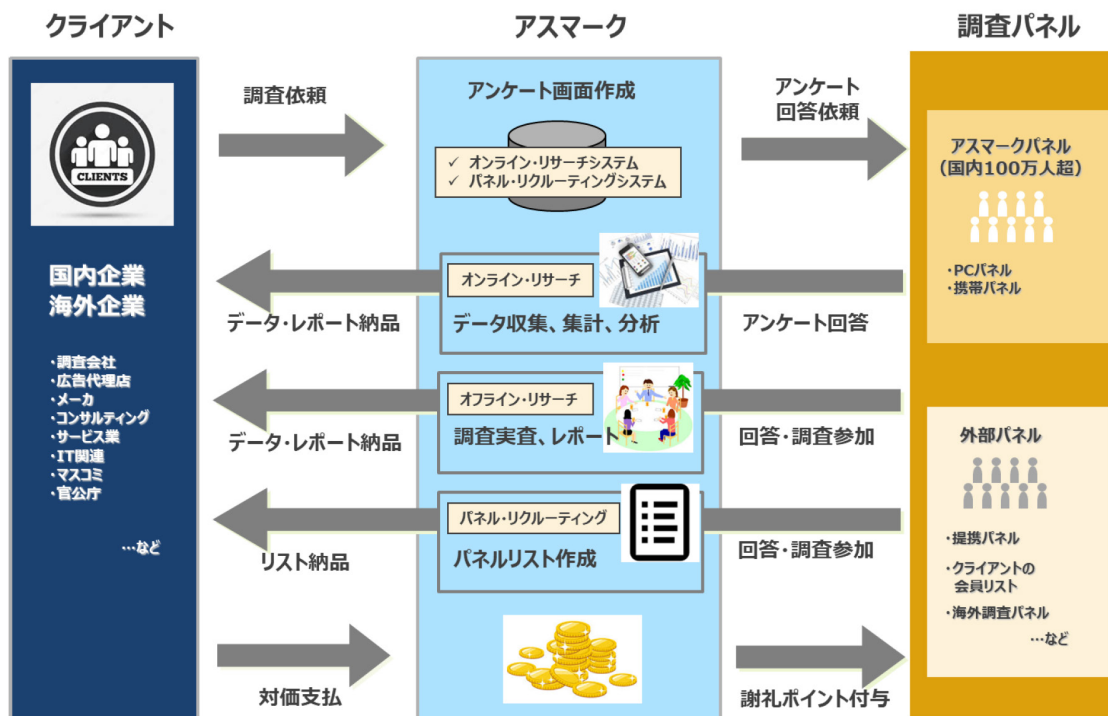 クライアント
アスマーク
調査パネル
CLIENTS
国内企業
海外企業
・調査会社
・広告代理店
・メーカ
・コンサルティング
・サービス業
・IT関連
・マスコミ
・官公庁
…など
調査依頼
データ・レポート納品
データ・レポート納品
リスト納品
対価支払
アンケート画面作成
✓ オンライン・リサーチシステム
✓ パネル・リクルーティングシステム
オンライン・リサーチ
データ収集、集計、分析
オフライン・リサーチ
調査実査、レポート
パネル・リクルーティング
パネルリスト作成
アンケート
回答依頼
アンケート回答
回答・調査参加
回答・調査参加
謝礼ポイント付与
アスマークパネル
（国内100万人超）
・PCパネル
・携帯パネル
外部パネル
・提携パネル
・クライアントの
会員リスト
・海外調査パネル
…など